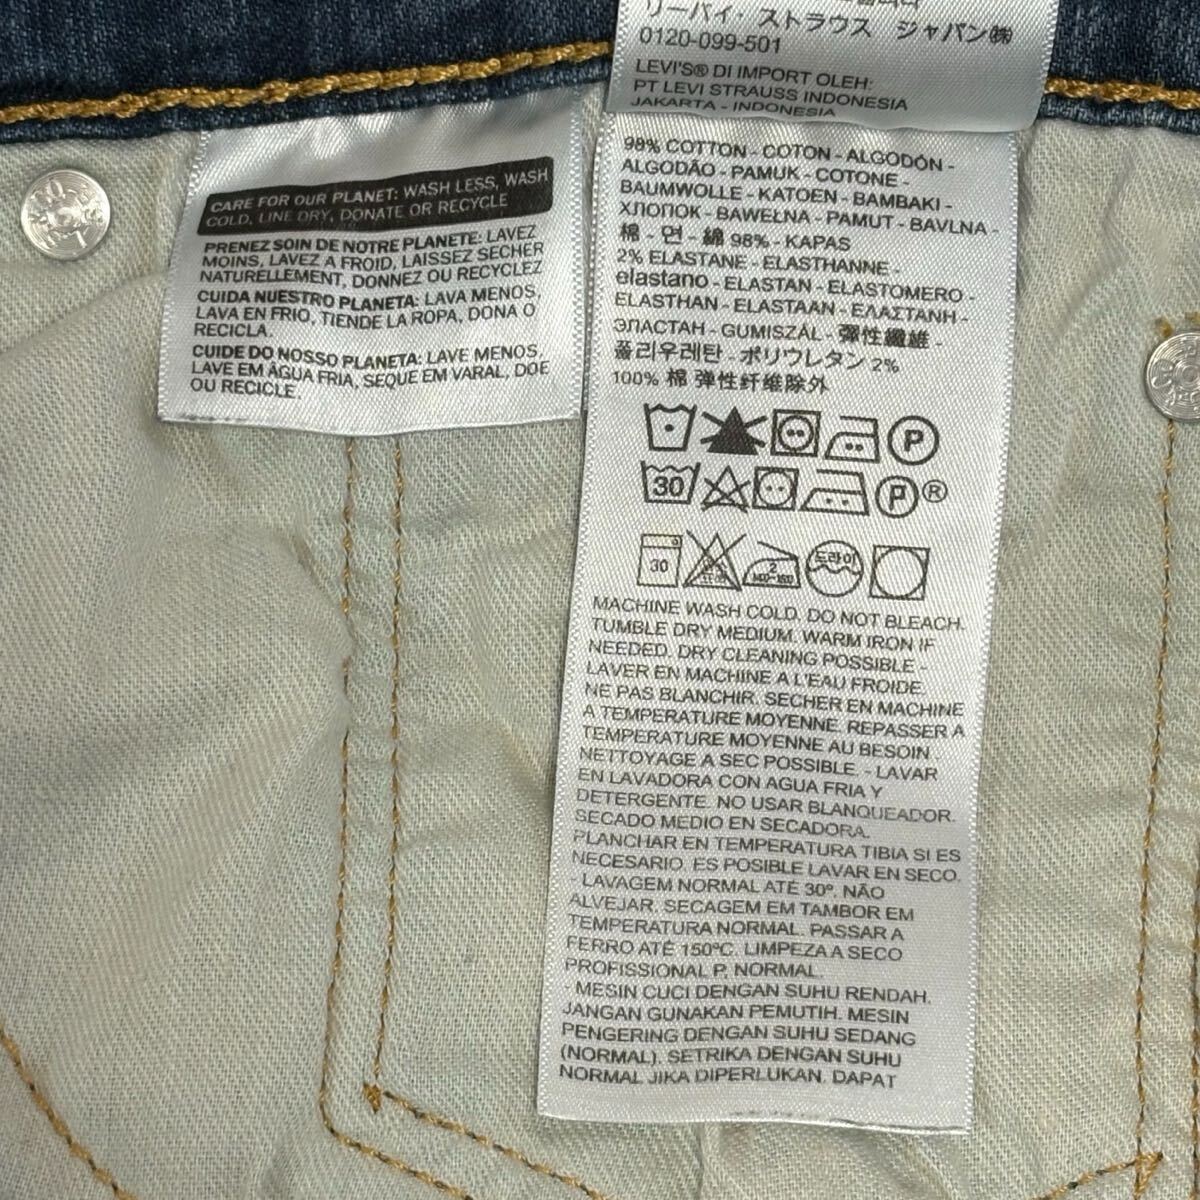 リーバイ・ストラウス ジャパン㈱
0120-099-501
LEVI'S® DI IMPORT OLEH:
PT LEVI STRAUSS INDONESIA
JAKARTA - INDONESIA
CARE FOR OUR PLANET: WASH LESS, WASH
COLD, LINE DRY, DONATE OR RECYCLE
PRENEZ SOIN DE NOTRE PLANETE: LAVEZ
MOINS, LAVEZ A FROID, LAISSEZ SECHER
NATURELLEMENT, DONNEZ OU RECYCLEZ
CUIDA NUESTRO PLANETA: LAVA MENOS,
LAVA EN FRIO, TIENDE LA ROPA, DONA O
RECICLA.
CUIDE DO NOSSO PLANETA: LAVE MENOS,
LAVE EM ÁGUA FRIA, SEQUE EM VARAL, DOE
OU RECICLE.
98% COTTON - COTON - ALGODÓN -
ALGODÃO - PAMUK - COTONE -
BAUMWOLLE - KATOEN - BAMBAKI -
ХЛОПОК - BAWEŁNA - PAMUT - BAVLNA -
棉 - 면 - 綿 98% - KAPAS
2% ELASTANE - ELASTHANNE -
elastano - ELASTAN - ELASTOMERO -
ELASTHAN - ELASTAAN - ΕΛΑΣΤΑΝΗ -
ЭЛАСТАН - GUMISZÁL - 彈性纖維 -
폴리우레탄 - ポリウレタン 2%
100% 棉 弹性纤维除外
P
30 P ®
30 표백 2 드라이
MACHINE WASH COLD. DO NOT BLEACH.
TUMBLE DRY MEDIUM. WARM IRON IF
NEEDED. DRY CLEANING POSSIBLE -
LAVER EN MACHINE A L'EAU FROIDE.
NE PAS BLANCHIR. SECHER EN MACHINE
A TEMPERATURE MOYENNE. REPASSER A
TEMPERATURE MOYENNE AU BESOIN.
NETTOYAGE A SEC POSSIBLE. - LAVAR
EN LAVADORA CON AGUA FRIA Y
DETERGENTE. NO USAR BLANQUEADOR.
SECADO MEDIO EN SECADORA.
PLANCHAR EN TEMPERATURA TIBIA SI ES
NECESARIO. ES POSIBLE LAVAR EN SECO.
- LAVAGEM NORMAL ATÉ 30º. NÃO
ALVEJAR. SECAGEM EM TAMBOR EM
TEMPERATURA NORMAL. PASSAR A
FERRO ATÉ 150ºC. LIMPEZA A SECO
PROFISSIONAL P, NORMAL.
- MESIN CUCI DENGAN SUHU RENDAH.
JANGAN GUNAKAN PEMUTIH. MESIN
PENGERING DENGAN SUHU SEDANG
(NORMAL). SETRIKA DENGAN SUHU
NORMAL JIKA DIPERLUKAN. DAPAT